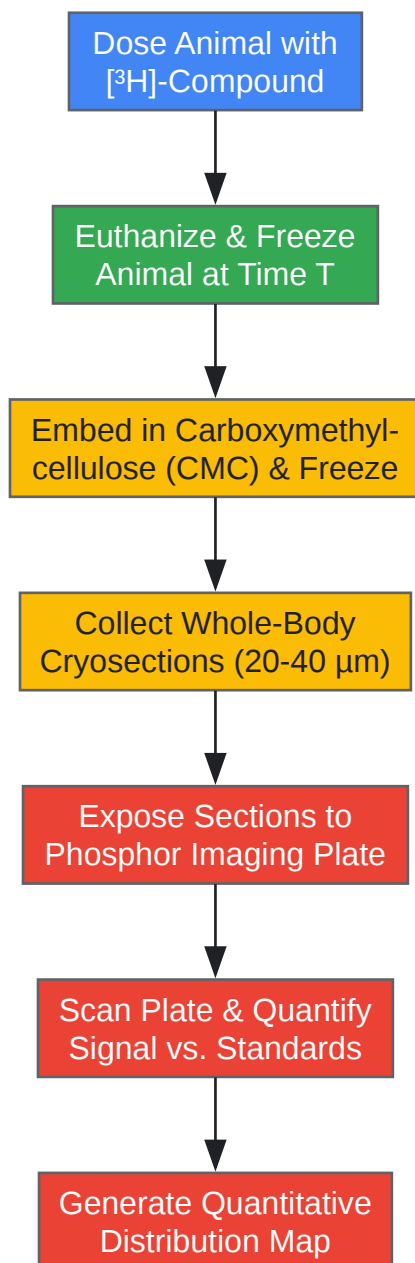 Dose Animal with
[³H]-Compound
Euthanize & Freeze
Animal at Time T
Embed in Carboxymethyl-
cellulose (CMC) & Freeze
Collect Whole-Body
Cryosections (20-40 µm)
Expose Sections to
Phosphor Imaging Plate
Scan Plate & Quantify
Signal vs. Standards
Generate Quantitative
Distribution Map